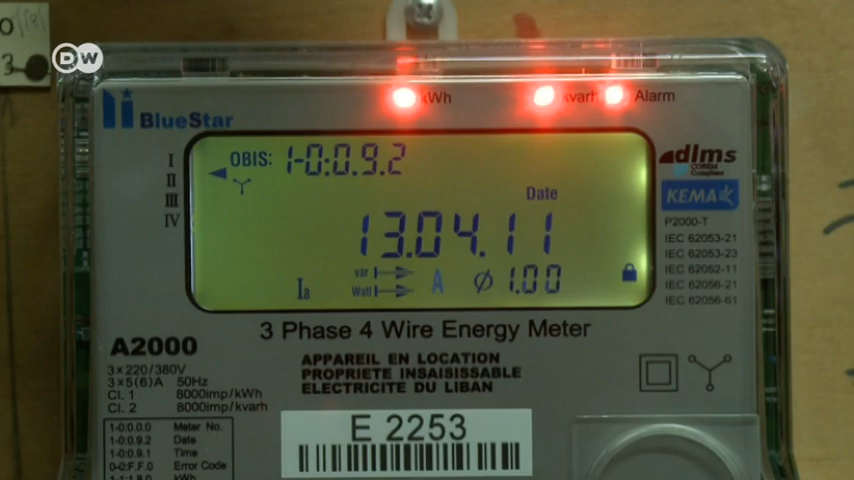 DW
kWh
kvarh
Alarm
BlueStar
I
II
III
IV
OBIS: 1-0:0.9.2
Date
13.04.11
Ia
var
Watt
A
1.00
dlms
COSEM
Compliant
KEMA
P2000-T
IEC 62053-21
IEC 62053-23
IEC 62052-11
IEC 62056-21
IEC 62056-61
3 Phase 4 Wire Energy Meter
A2000
3×220/380V
3×5(6)A 50Hz
Cl. 1 8000imp/kWh
Cl. 2 8000imp/kvarh
APPAREIL EN LOCATION
PROPRIETE INSAISISSABLE
ELECTRICITE DU LIBAN
E 2253
1-0:0.0.0 Meter No.
1-0:0.9.2 Date
1-0:0.9.1 Time
0-0:F.F.0 Error Code
kWh